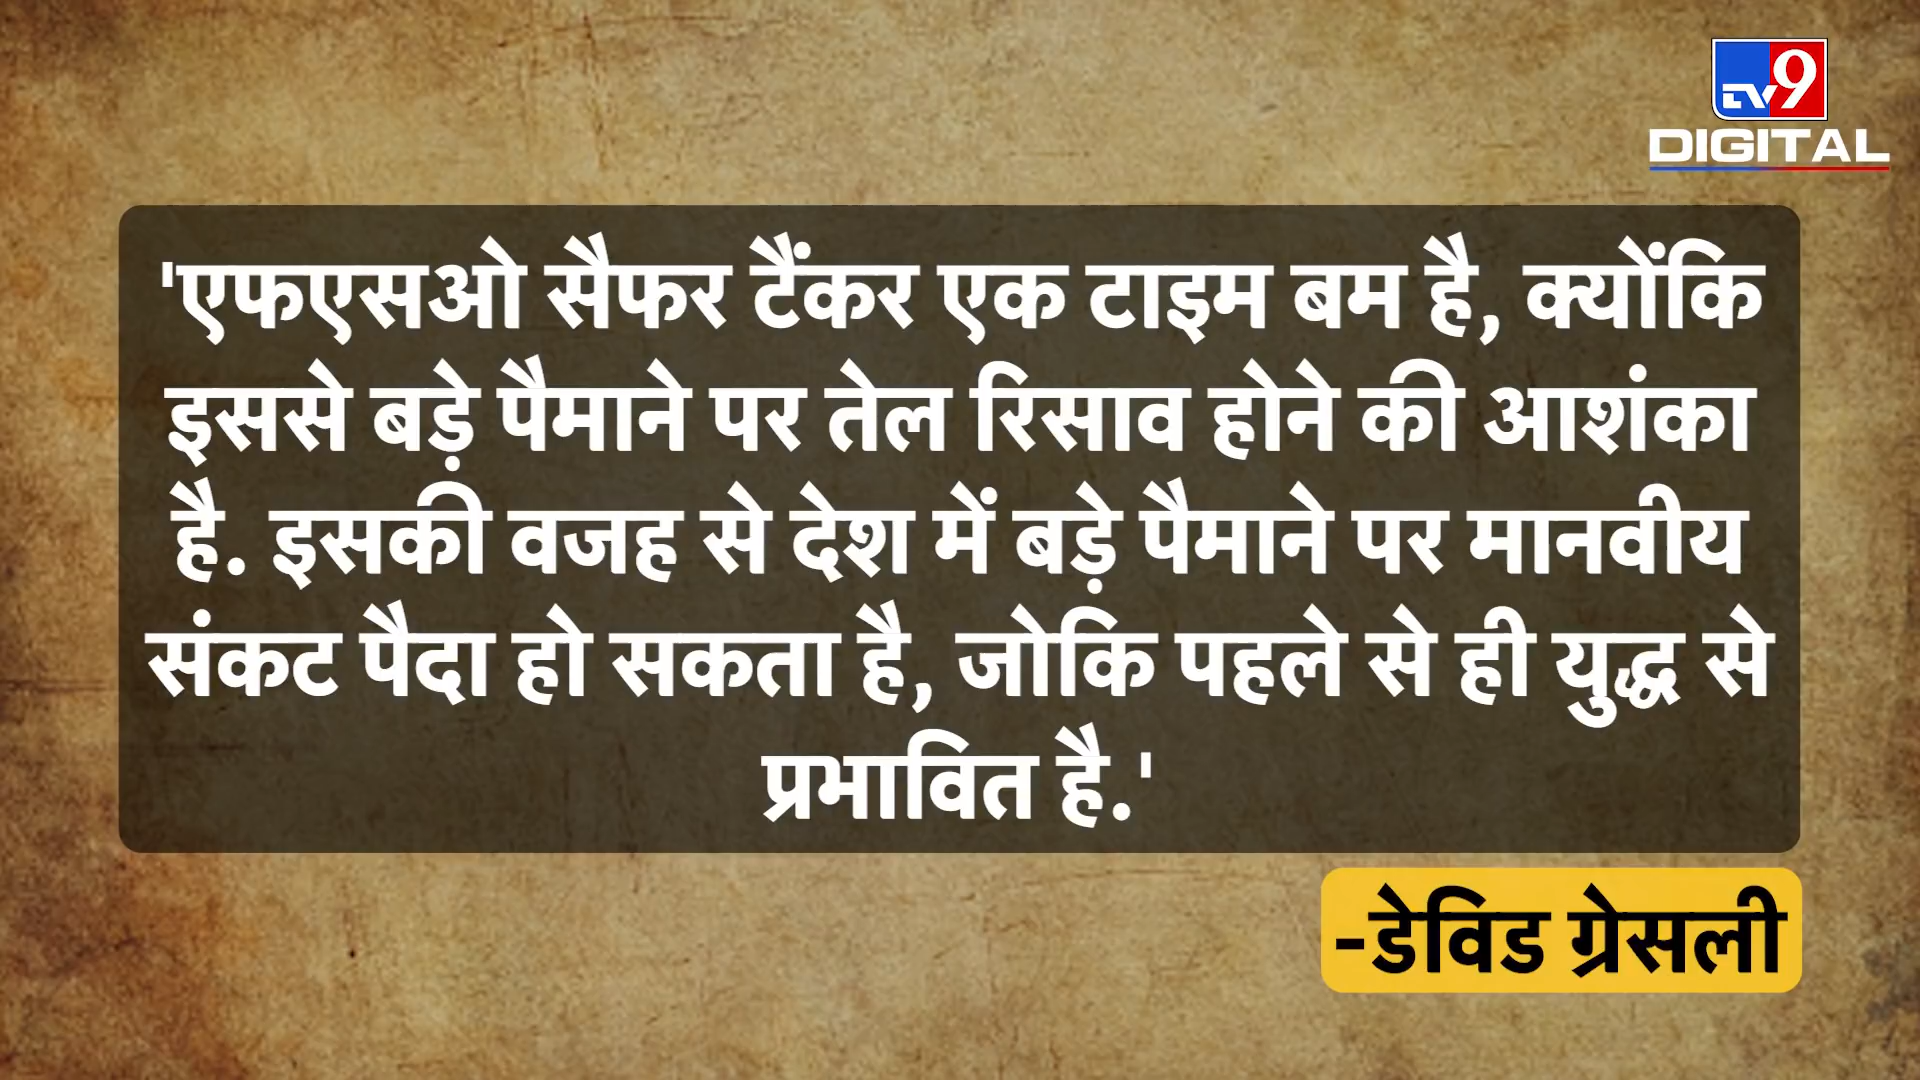 TV9
DIGITAL
'एफएसओ सैफर टैंकर एक टाइम बम है, क्योंकि
इससे बड़े पैमाने पर तेल रिसाव होने की आशंका
है. इसकी वजह से देश में बड़े पैमाने पर मानवीय
संकट पैदा हो सकता है, जोकि पहले से ही युद्ध से
प्रभावित है.'
-डेविड ग्रेसली